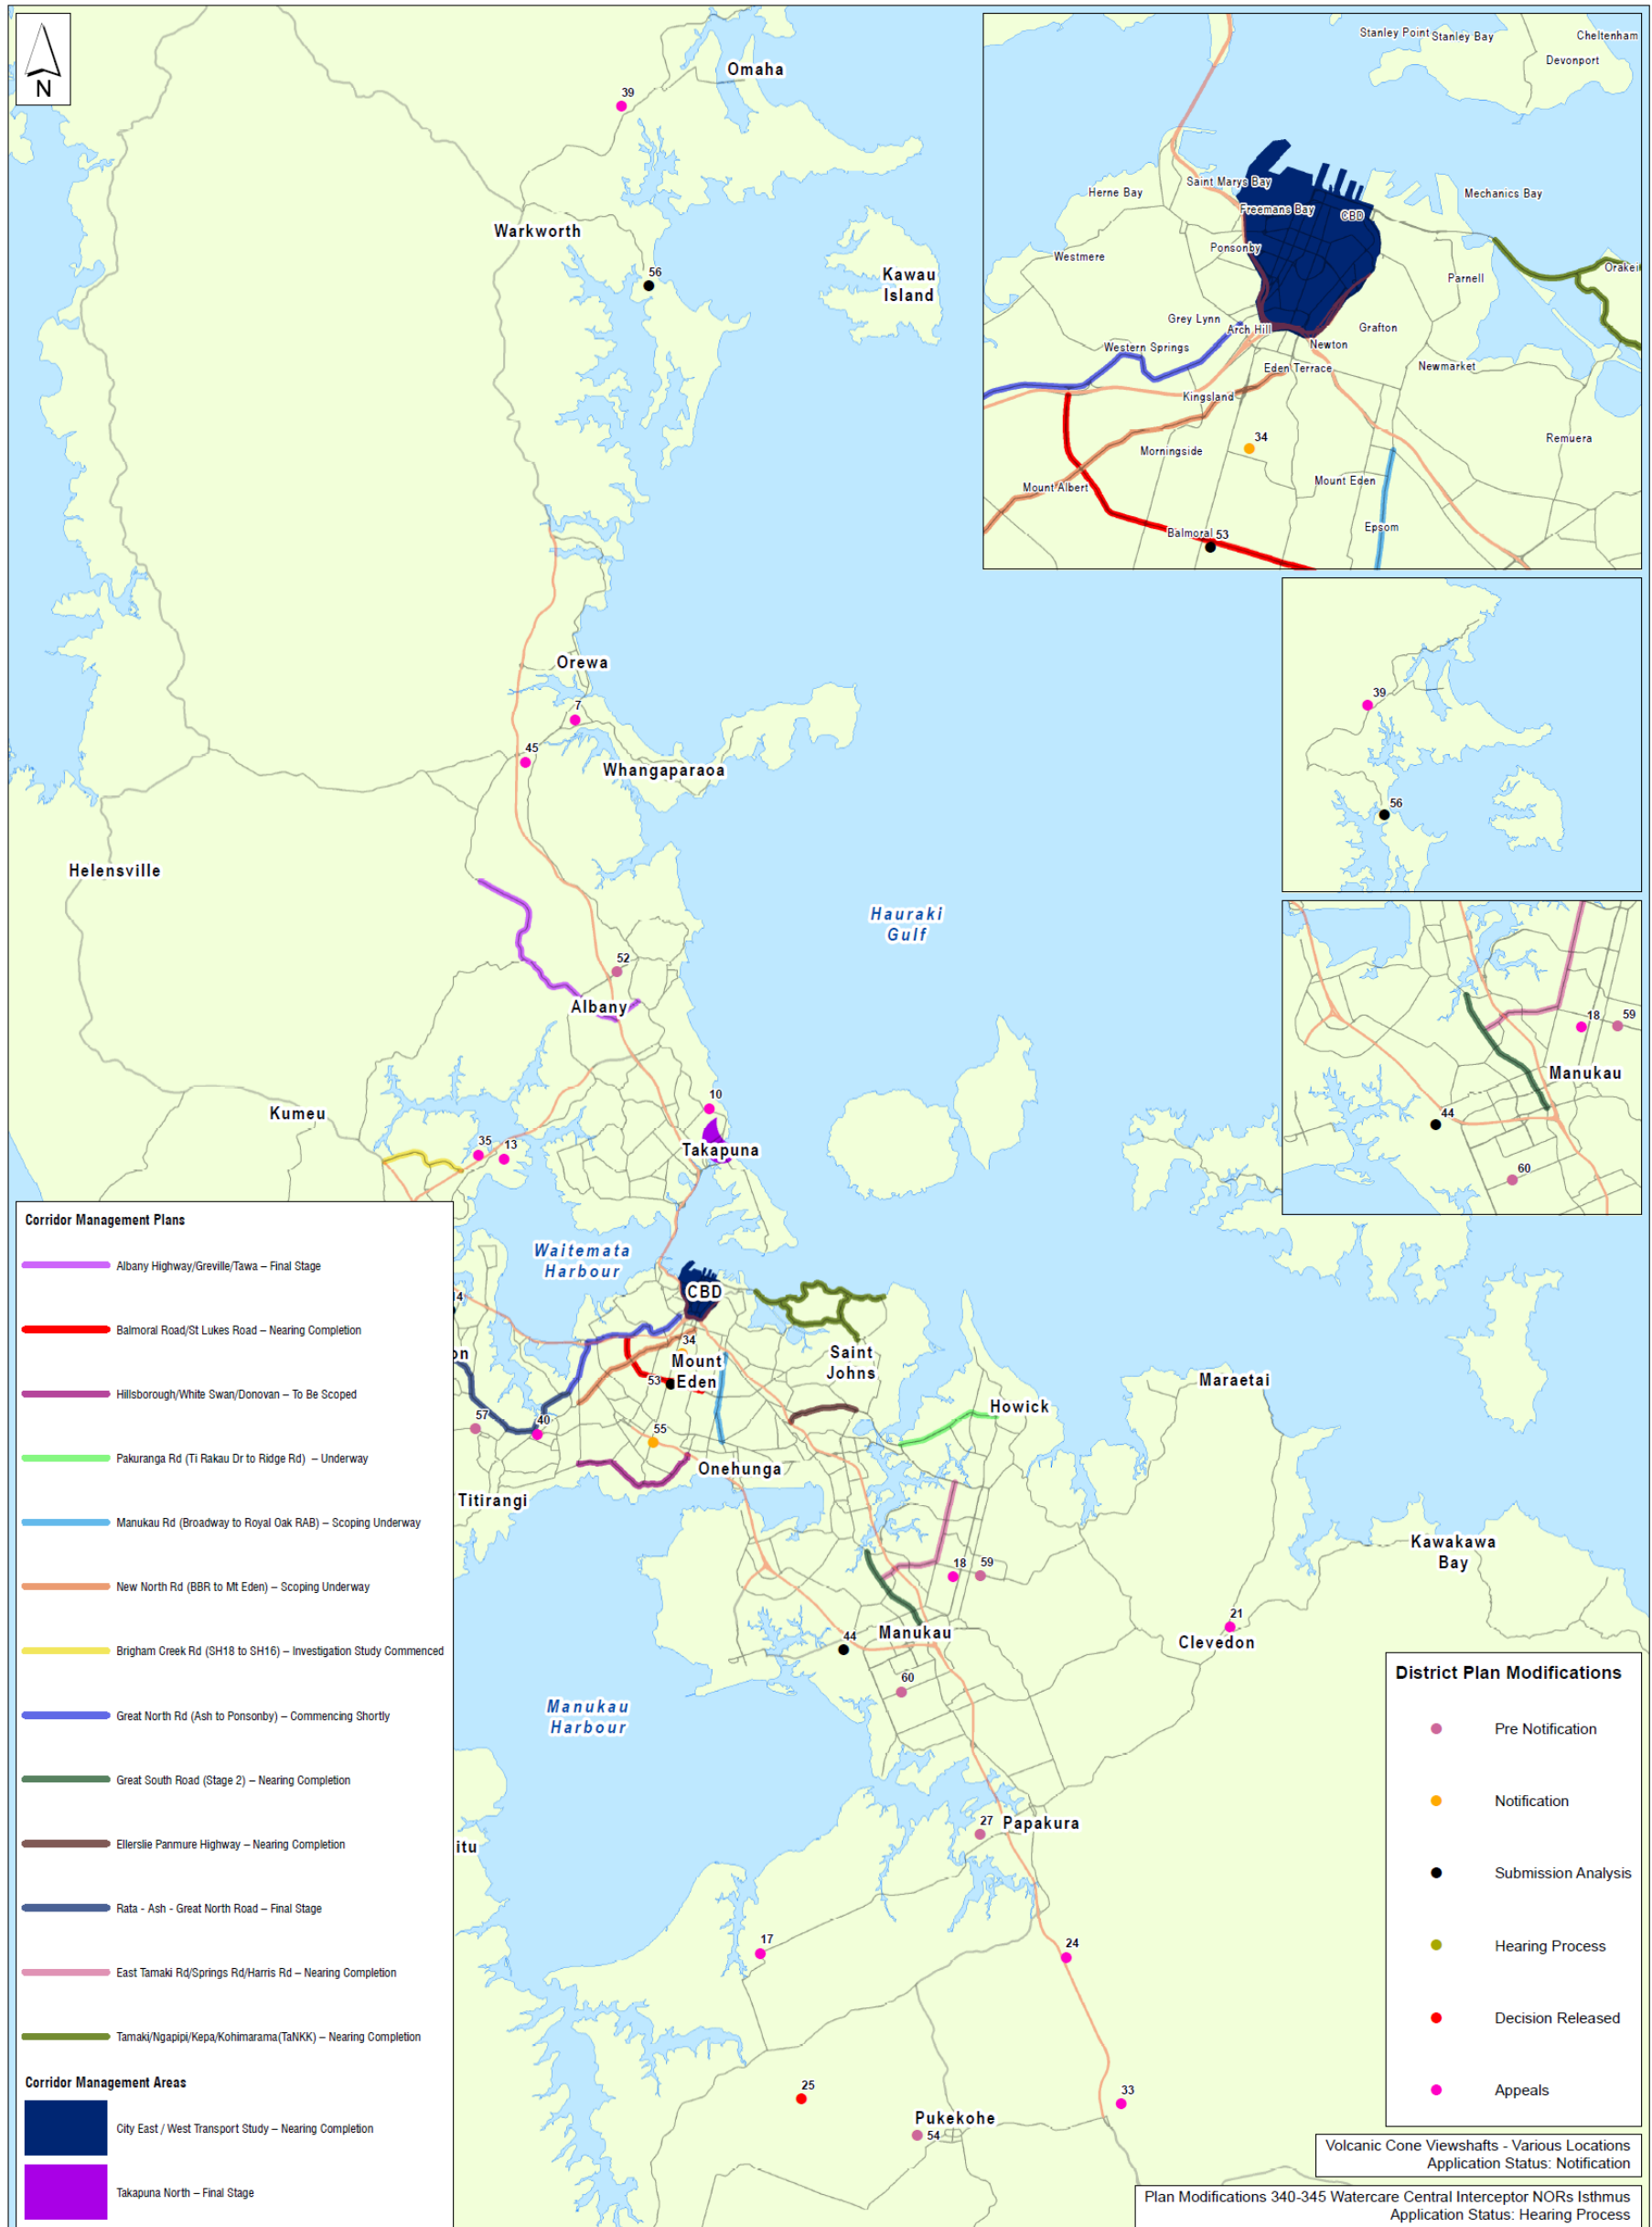 N
Omaha
39
Warkworth
56
Kawau
Island
Orewa
7
45
Whangaparaoa
Helensville
Hauraki
Gulf
52
Albany
10
Takapuna
Kumeu
35
13
Waitemata
Harbour
CBD
34
Mount
Eden
53
Saint
Johns
Howick
Maraetai
57
40
55
Onehunga
Titirangi
Kawakawa
Bay
18
59
21
Clevedon
44
Manukau
60
Manukau
Harbour
27
Papakura
17
24
25
33
Pukekohe
54
4
on
itu
Stanley Point
Stanley Bay
Cheltenham
Devonport
Herne Bay
Saint Marys Bay
Freemans Bay
CBD
Mechanics Bay
Westmere
Ponsonby
Parnell
Orakei
Grey Lynn
Arch Hill
Grafton
Newton
Western Springs
Eden Terrace
Newmarket
Kingsland
34
Morningside
Remuera
Mount Albert
Mount Eden
Epsom
Balmoral
53
39
56
18
59
Manukau
44
60
Corridor Management Plans
Albany Highway/Greville/Tawa – Final Stage
Balmoral Road/St Lukes Road – Nearing Completion
Hillsborough/White Swan/Donovan – To Be Scoped
Pakuranga Rd (Ti Rakau Dr to Ridge Rd)  – Underway
Manukau Rd (Broadway to Royal Oak RAB) – Scoping Underway
New North Rd (BBR to Mt Eden) – Scoping Underway
Brigham Creek Rd (SH18 to SH16) – Investigation Study Commenced
Great North Rd (Ash to Ponsonby) – Commencing Shortly
Great South Road (Stage 2) – Nearing Completion
Ellerslie Panmure Highway – Nearing Completion
Rata - Ash - Great North Road – Final Stage
East Tamaki Rd/Springs Rd/Harris Rd – Nearing Completion
Tamaki/Ngapipi/Kepa/Kohimarama(TaNKK) – Nearing Completion
Corridor Management Areas
City East / West Transport Study – Nearing Completion
Takapuna North – Final Stage
District Plan Modifications
Pre Notification
Notification
Submission Analysis
Hearing Process
Decision Released
Appeals
Volcanic Cone Viewshafts - Various Locations
Application Status: Notification
Plan Modifications 340-345 Watercare Central Interceptor NORs Isthmus
Application Status: Hearing Process